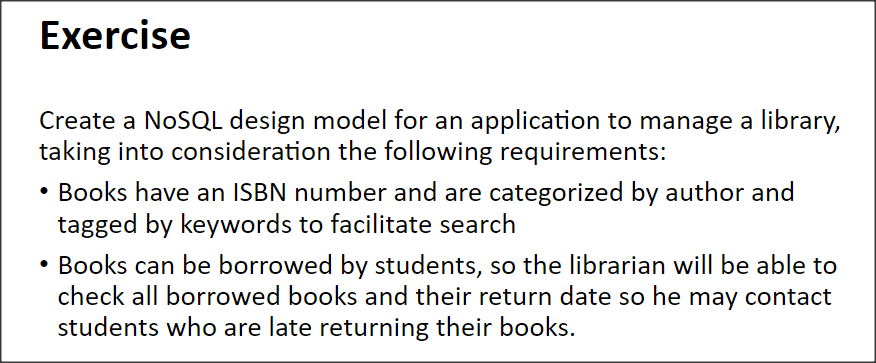 Exercise
Create a NoSQL design model for an application to manage a library,
taking into consideration the following requirements:
• Books have an ISBN number and are categorized by author and
tagged by keywords to facilitate search
• Books can be borrowed by students, so the librarian will be able to
check all borrowed books and their return date so he may contact
students who are late returning their books.